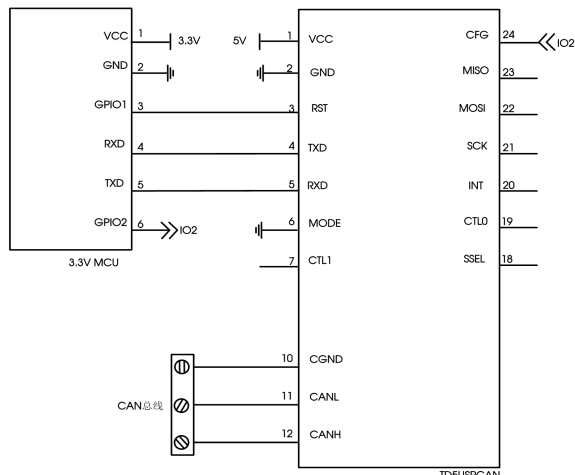 VCC 1 3.3V
GND 2
GPIO1 3
RXD 4
TXD 5
GPIO2 6 IO2
3.3V MCU
5V 1 VCC
2 GND
3 RST
4 TXD
5 RXD
6 MODE
7 CTL1
10 CGND
11 CANL
12 CANH
CAN总线
CFG 24 IO2
MISO 23
MOSI 22
SCK 21
INT 20
CTL0 19
SSEL 18